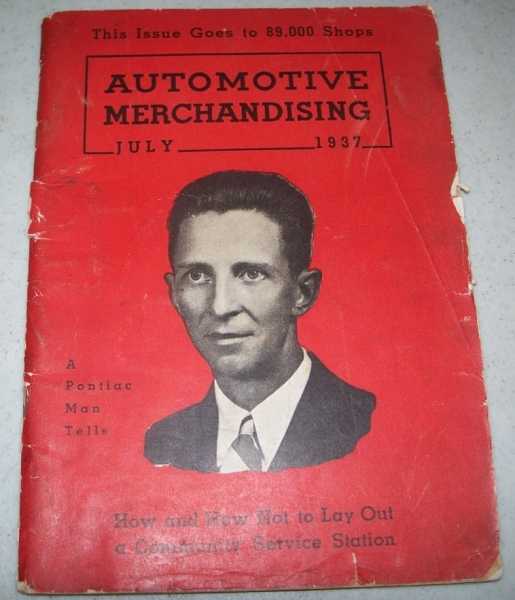 This Issue Goes to 89,000 Shops
AUTOMOTIVE
MERCHANDISING
JULY 1937
A
Pontiac
Man
Tells
How and How Not to Lay Out
a Community Service Station